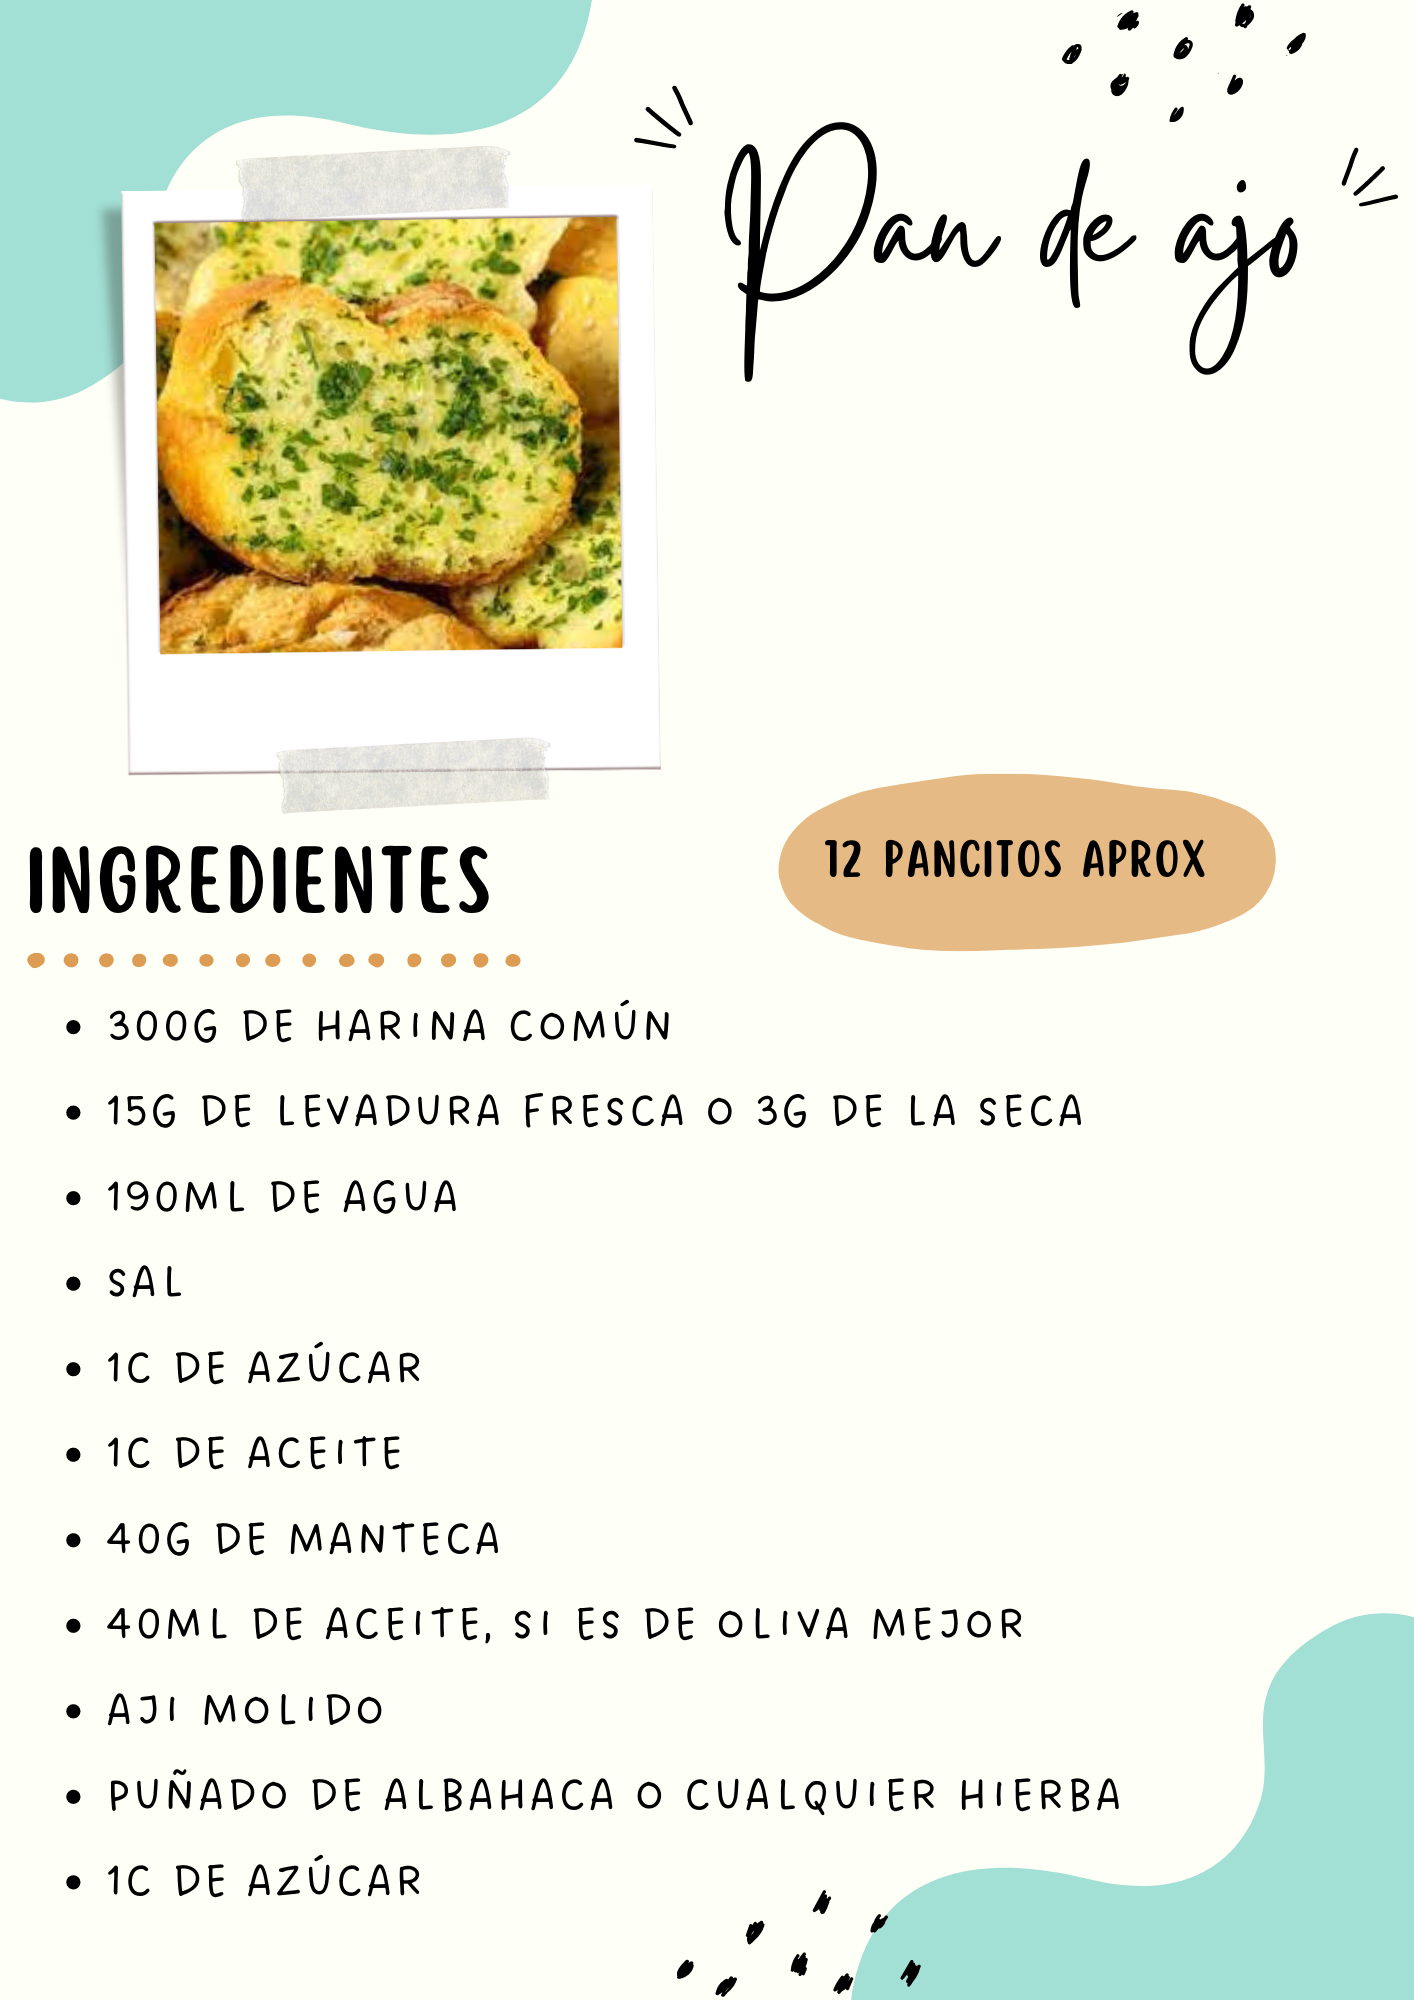 Pan de ajo
12 PANCITOS APROX
INGREDIENTES
• 300G DE HARINA COMÚN
• 15G DE LEVADURA FRESCA O 3G DE LA SECA
• 190ML DE AGUA
• SAL
• 1C DE AZÚCAR
• 1C DE ACEITE
• 40G DE MANTECA
• 40ML DE ACEITE, SI ES DE OLIVA MEJOR
• AJI MOLIDO
• PUÑADO DE ALBAHACA O CUALQUIER HIERBA
• 1C DE AZÚCAR